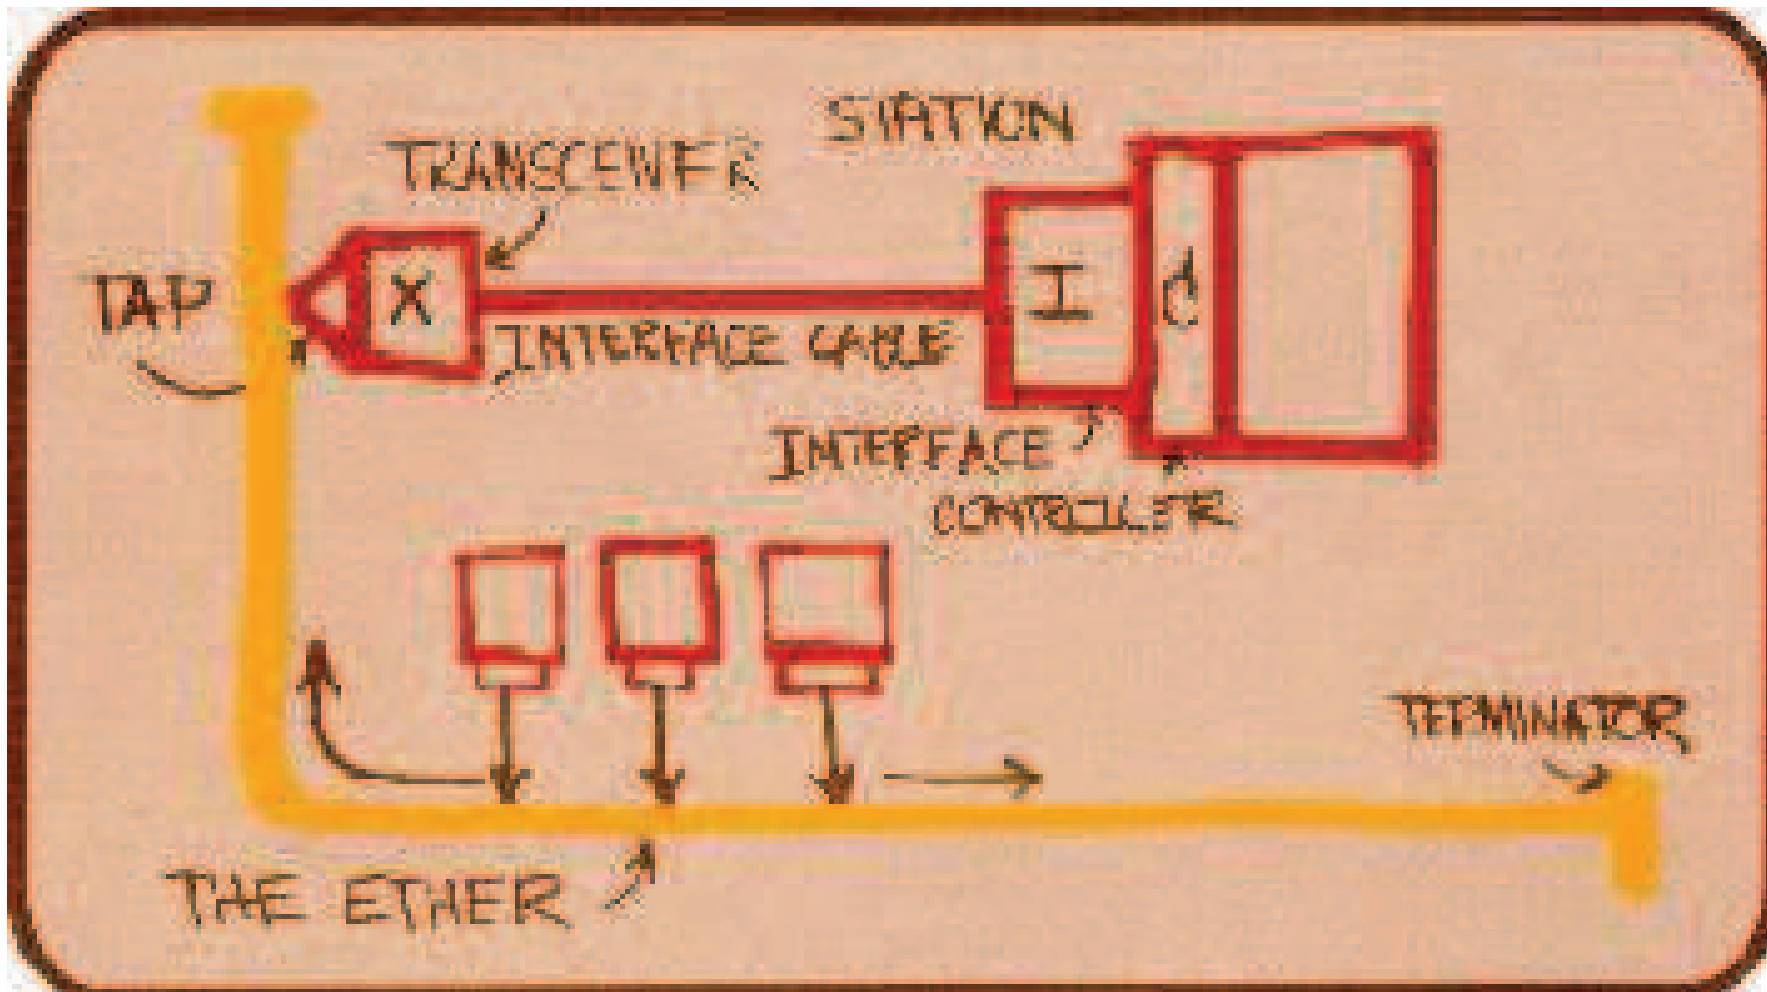 STATION
TRANSCEIVER
TAP
X
I
C
INTERFACE CABLE
INTERFACE
CONTROLLER
TERMINATOR
THE ETHER